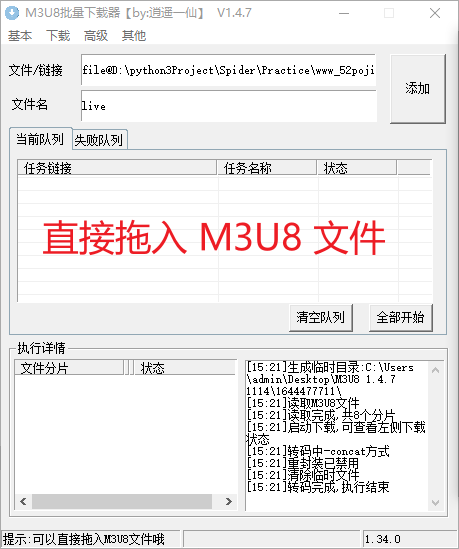 M3U8批量下载器【by:逍遥一仙】 V1.4.7
基本 下载 高级 其他
文件/链接 file@D:\python3Project\Spider\Practice\www_52poji
添加
文件名 live
当前队列 失败队列
任务链接 任务名称 状态
直接拖入 M3U8 文件
清空队列 全部开始
执行详情
文件分片 状态
[15:21]生成临时目录:C:\Users
\admin\Desktop\M3U8 1.4.7
1114\1644477711\
[15:21]读取M3U8文件
[15:21]读取完成,共8个分片
[15:21]启动下载,可查看左侧下载
状态
[15:21]转码中-concat方式
[15:21]重封装已禁用
[15:21]清除临时文件
[15:21]转码完成,执行结束
提示:可以直接拖入M3U8文件哦 1.34.0